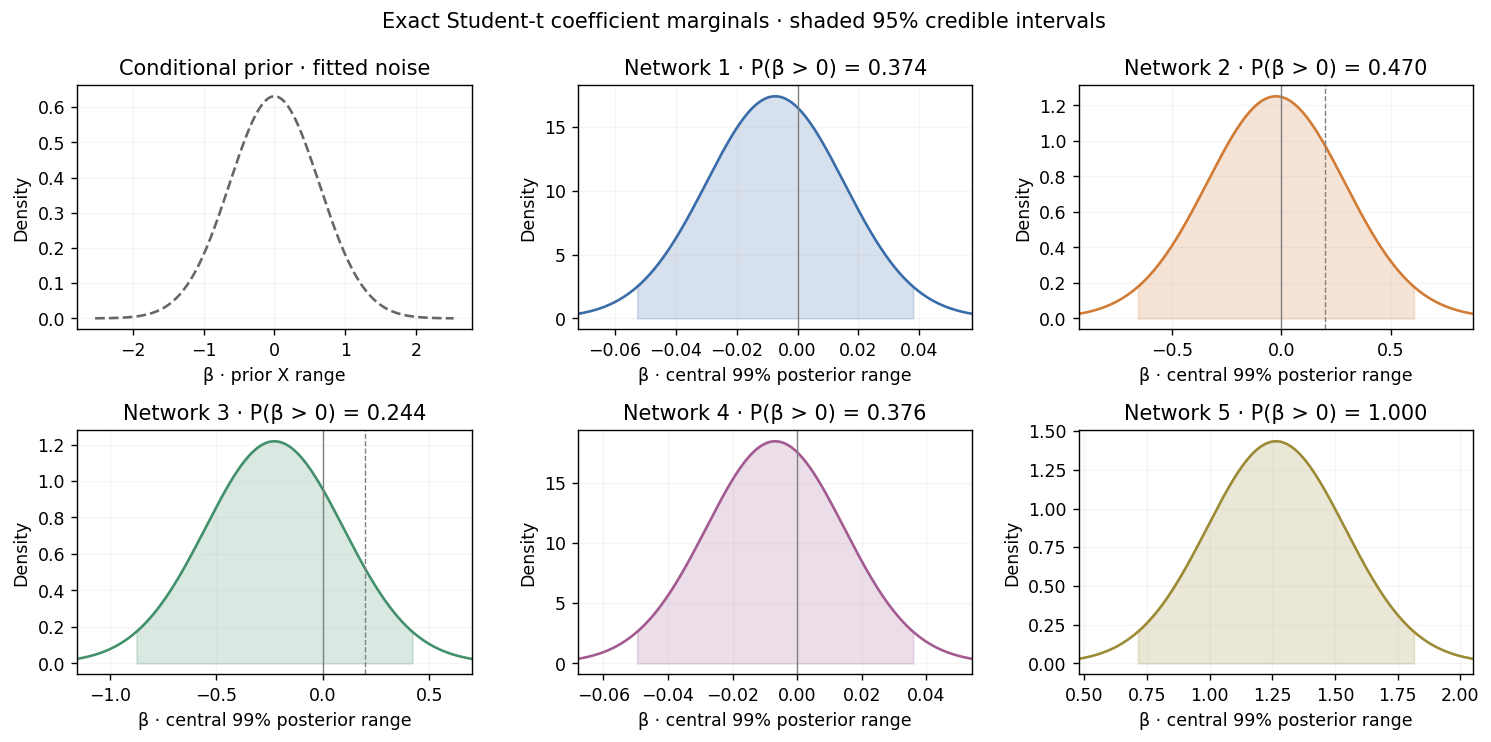 Exact Student-t coefficient marginals · shaded 95% credible intervals
Conditional prior · fitted noise
Density
0.6
0.5
0.4
0.3
0.2
0.1
0.0
−2 −1 0 1 2
β · prior X range
Network 1 · P(β > 0) = 0.374
Density
15
10
5
0
−0.06 −0.04 −0.02 0.00 0.02 0.04
β · central 99% posterior range
Network 2 · P(β > 0) = 0.470
Density
1.2
1.0
0.8
0.6
0.4
0.2
0.0
−0.5 0.0 0.5
β · central 99% posterior range
Network 3 · P(β > 0) = 0.244
Density
1.2
1.0
0.8
0.6
0.4
0.2
0.0
−1.0 −0.5 0.0 0.5
β · central 99% posterior range
Network 4 · P(β > 0) = 0.376
Density
15
10
5
0
−0.06 −0.04 −0.02 0.00 0.02 0.04
β · central 99% posterior range
Network 5 · P(β > 0) = 1.000
Density
1.50
1.25
1.00
0.75
0.50
0.25
0.00
0.50 0.75 1.00 1.25 1.50 1.75 2.00
β · central 99% posterior range